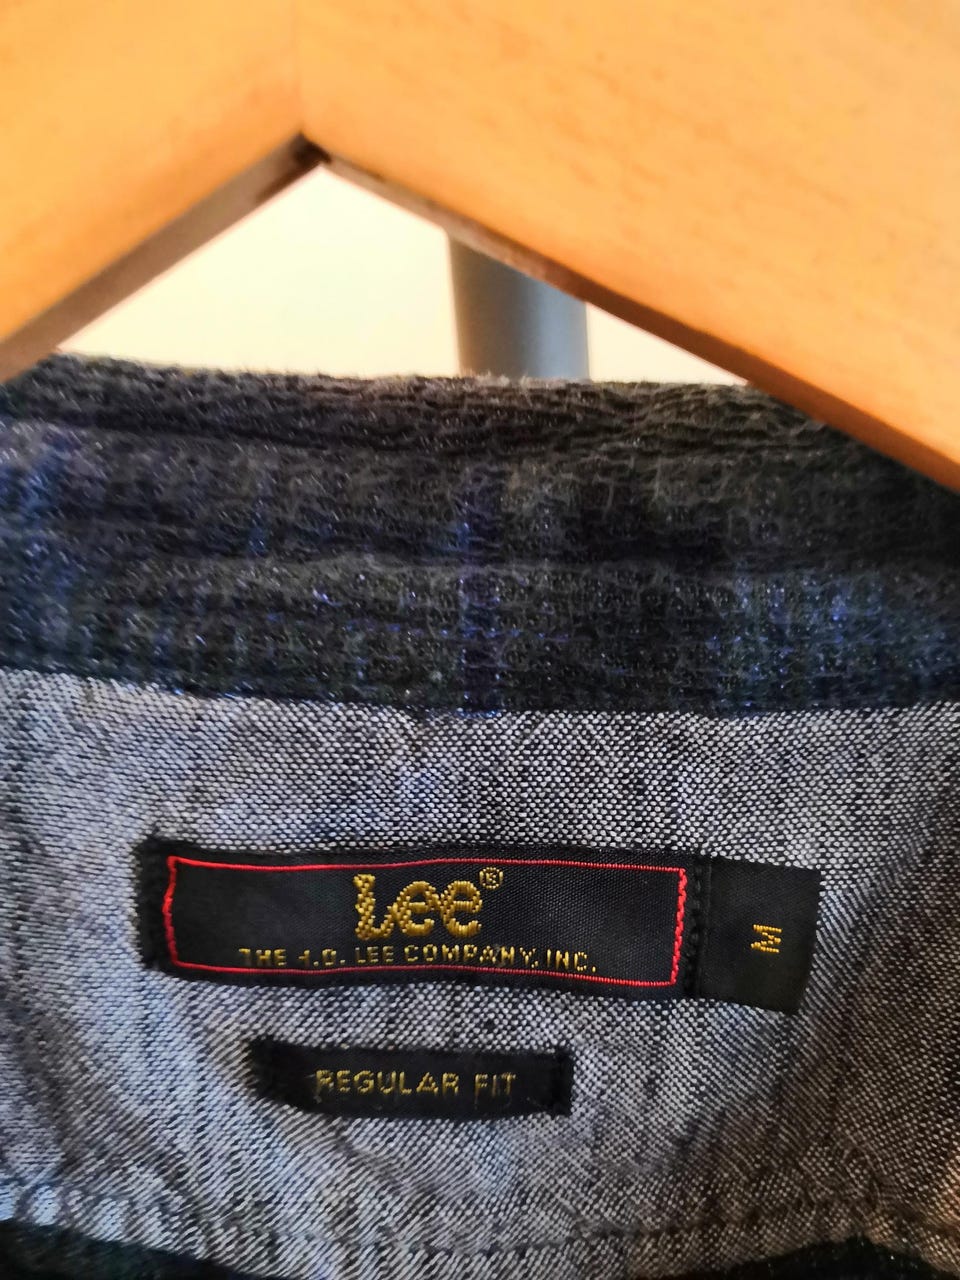 Lee®
THE H.D. LEE COMPANY, INC.
M
REGULAR FIT